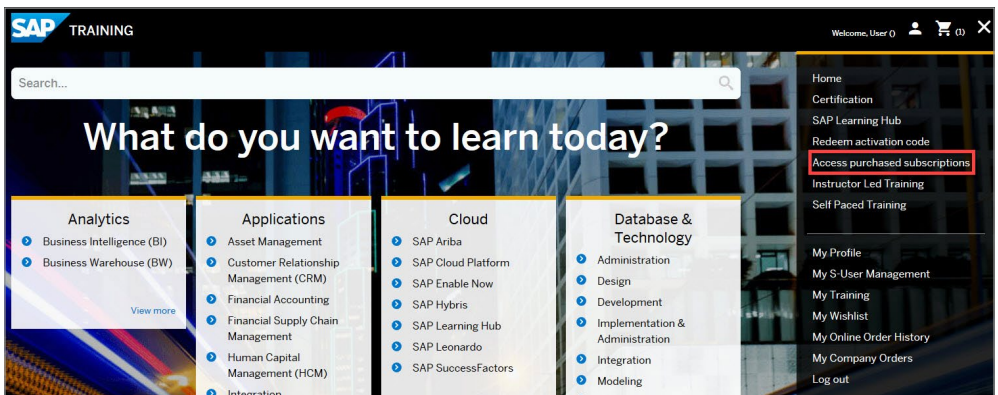 SAP TRAINING
Welcome, User ()
(1)
Search...
What do you want to learn today?
Analytics
Business Intelligence (BI)
Business Warehouse (BW)
View more
Applications
Asset Management
Customer Relationship
Management (CRM)
Financial Accounting
Financial Supply Chain
Management
Human Capital
Management (HCM)
Integration
Cloud
SAP Ariba
SAP Cloud Platform
SAP Enable Now
SAP Hybris
SAP Learning Hub
SAP Leonardo
SAP SuccessFactors
Database &
Technology
Administration
Design
Development
Implementation &
Administration
Integration
Modeling
Home
Certification
SAP Learning Hub
Redeem activation code
Access purchased subscriptions
Instructor Led Training
Self Paced Training
My Profile
My S-User Management
My Training
My Wishlist
My Online Order History
My Company Orders
Log out